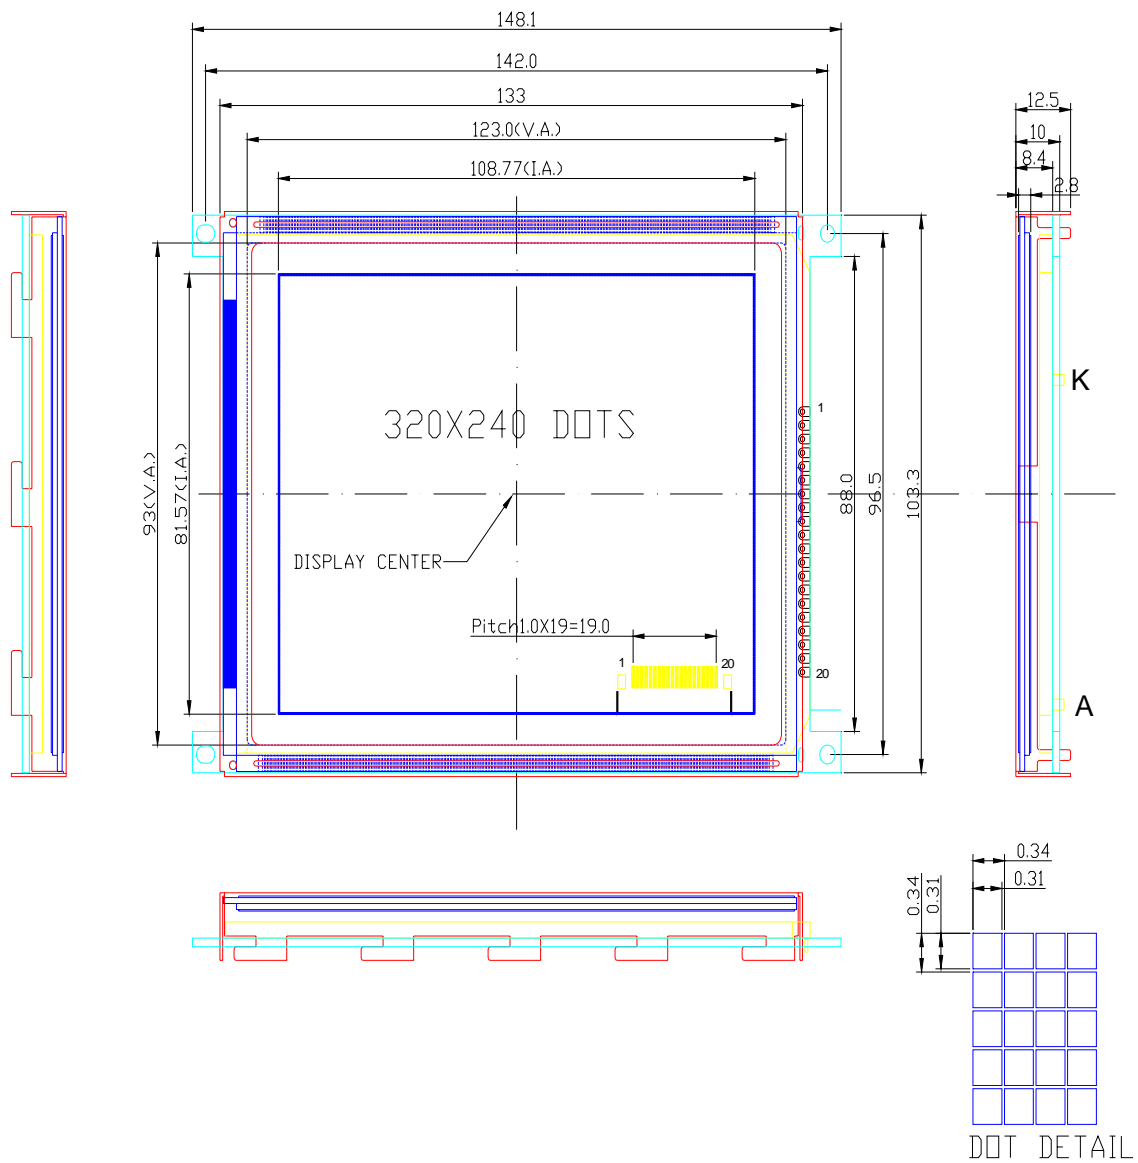 148.1
142.0
133
123.0(V.A.)
108.77(I.A.)
12.5
10
8.4
2.8
K
1
320X240 DOTS
93(V.A.)
81.57(I.A.)
88.0
96.5
103.3
DISPLAY CENTER
Pitch1.0X19=19.0
1
20
20
A
0.34
0.31
0.34
0.31
DOT DETAIL